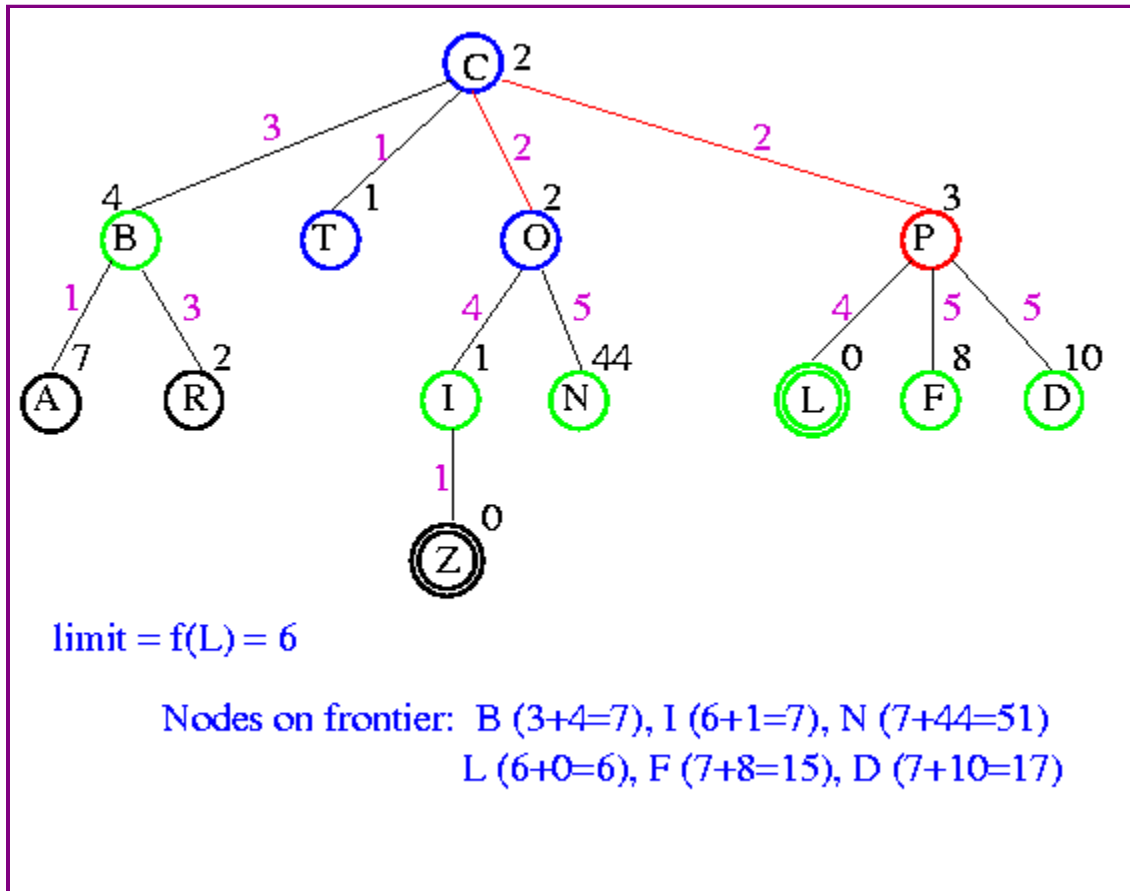 C 2
3 1 2 2
4 1 2 3
B T O P
1 3 4 5 4 5 5
7 2 1 44 0 8 10
A R I N L F D
1
0
Z
limit = f(L) = 6
Nodes on frontier: B (3+4=7), I (6+1=7), N (7+44=51)
L (6+0=6), F (7+8=15), D (7+10=17)